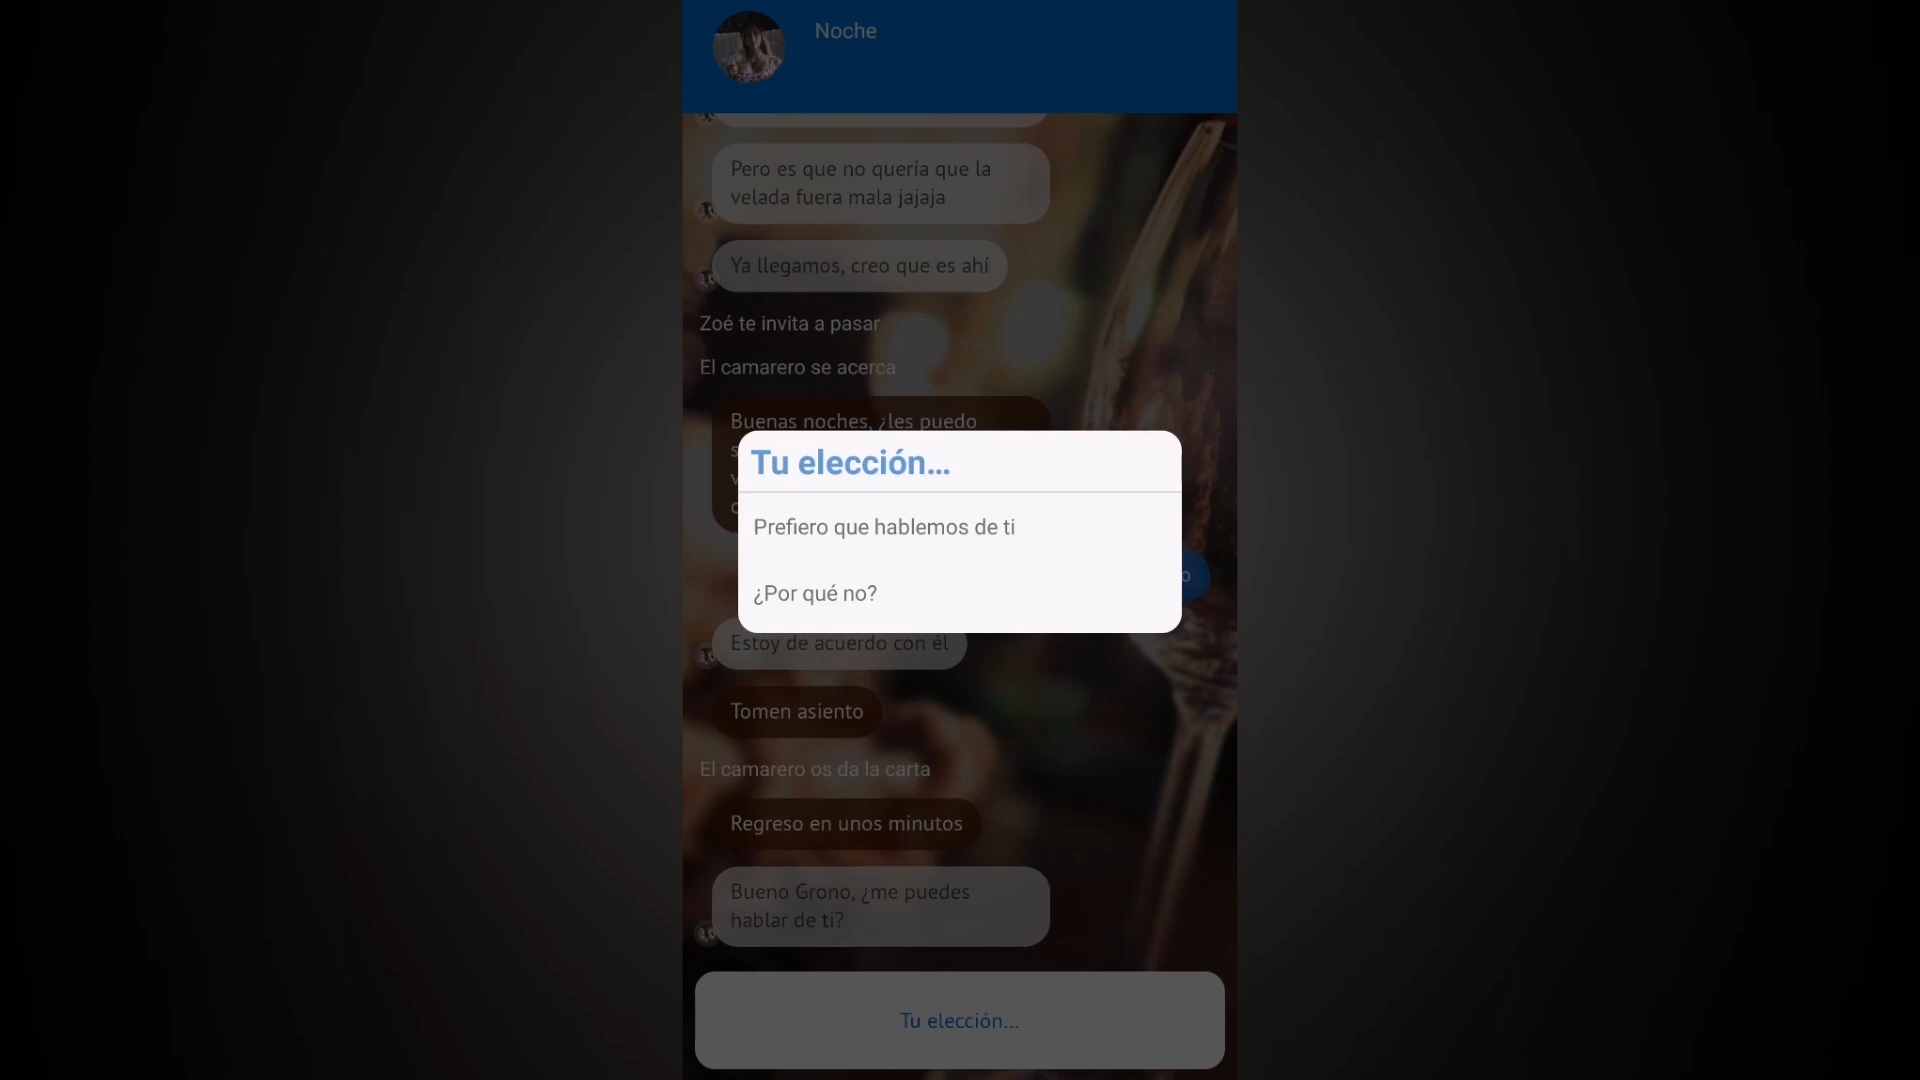 Noche
Pero es que no quería que la
velada fuera mala jajaja
Ya llegamos, creo que es ahí
Zoé te invita a pasar
El camarero se acerca
Buenas noches, ¿les puedo
Tu elección...
Prefiero que hablemos de ti
¿Por qué no?
Estoy de acuerdo con él
Tomen asiento
El camarero os da la carta
Regreso en unos minutos
Bueno Grono, ¿me puedes
hablar de ti?
Tu elección...